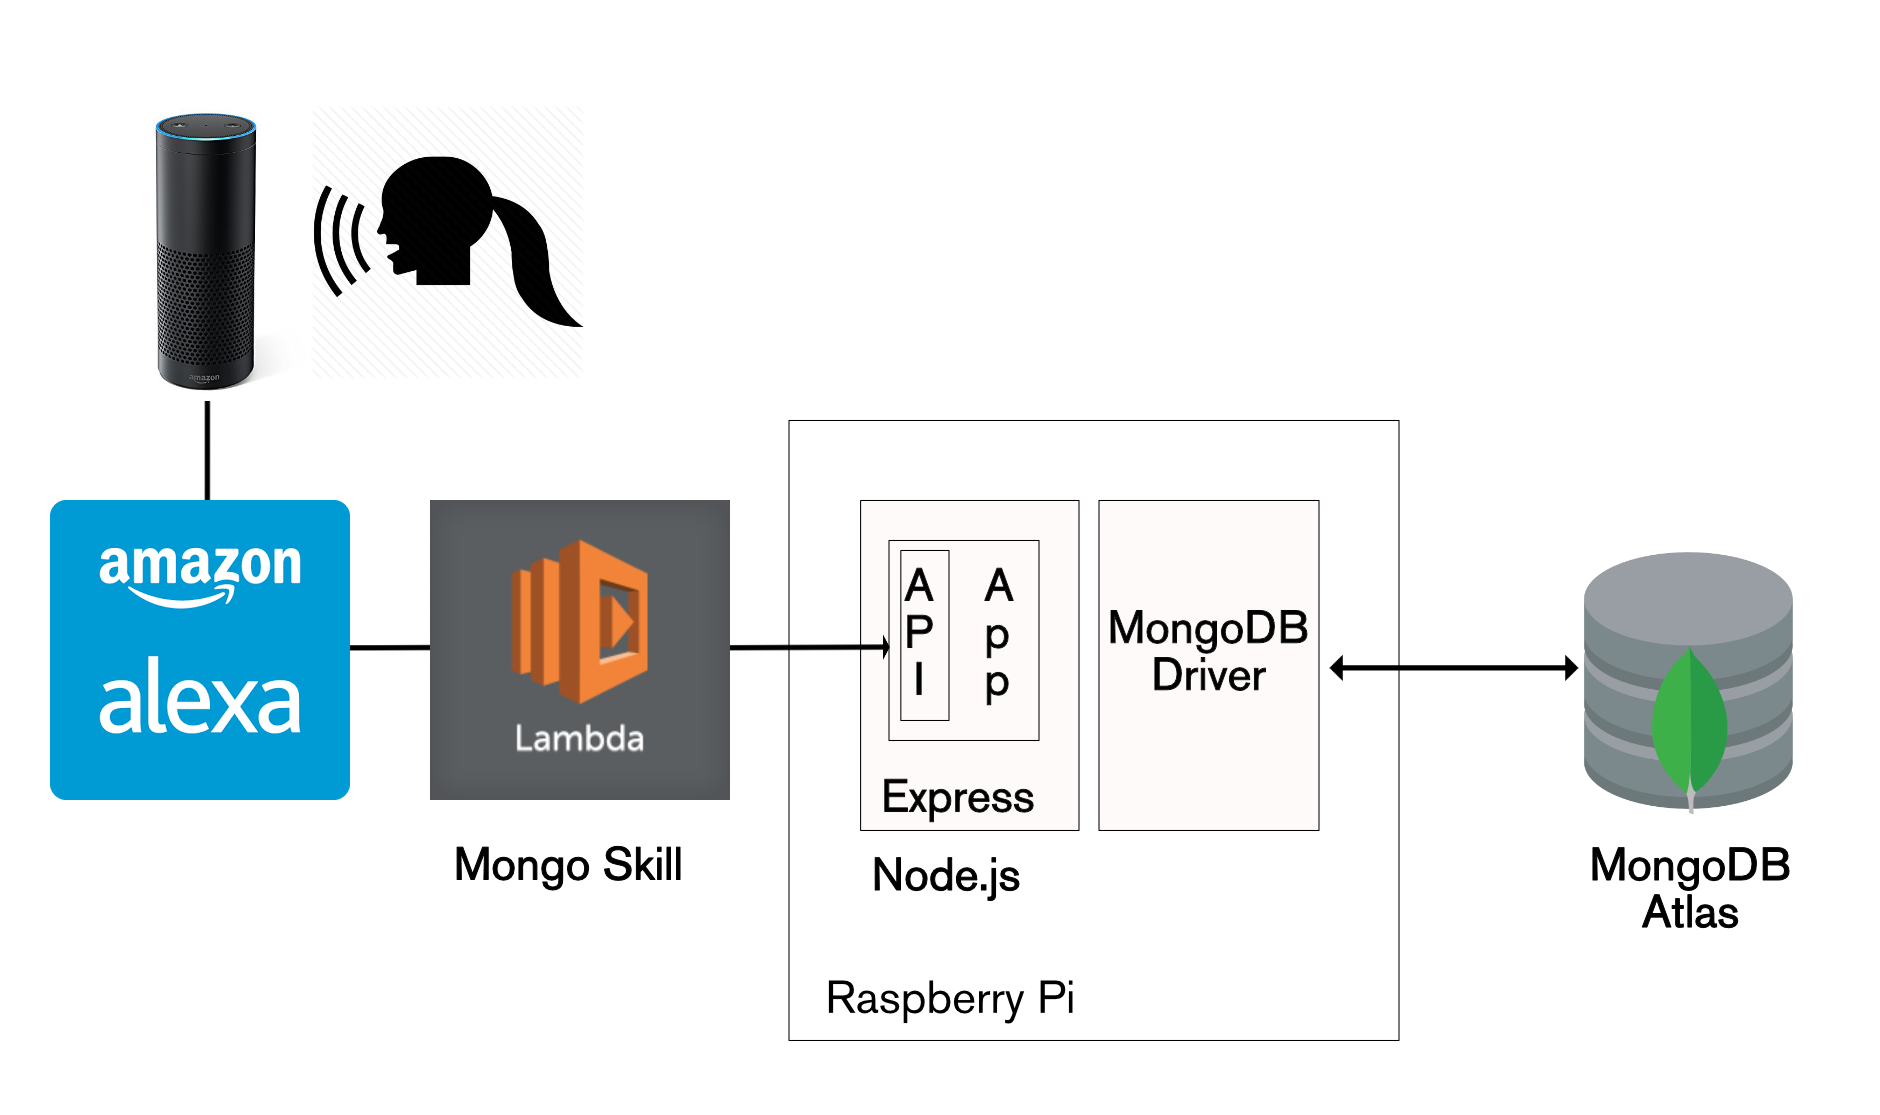 amazon
amazon
alexa
Lambda
Mongo Skill
API
App
Express
Node.js
MongoDB
Driver
Raspberry Pi
MongoDB
Atlas